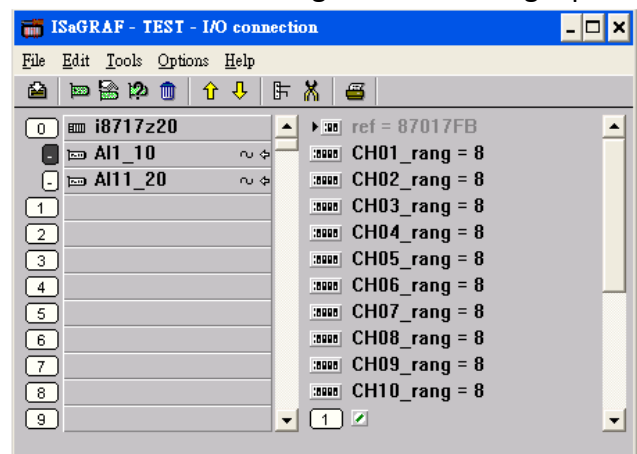 ISaGRAF - TEST - I/O connection
File Edit Tools Options Help
0 i8717z20
AI1_10
AI11_20
1
2
3
4
5
6
7
8
9
ref = 87017FB
CH01_rang = 8
CH02_rang = 8
CH03_rang = 8
CH04_rang = 8
CH05_rang = 8
CH06_rang = 8
CH07_rang = 8
CH08_rang = 8
CH09_rang = 8
CH10_rang = 8
1